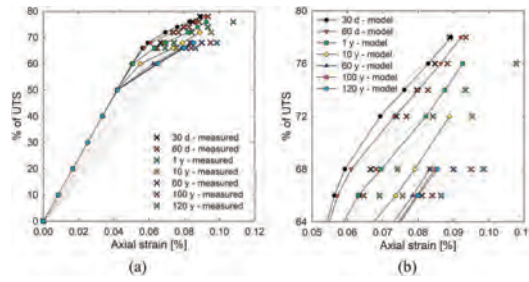 % of UTS
80
70
60
50
40
30
20
10
0
30 d - measured
60 d - measured
1 y - measured
10 y - measured
60 y - measured
100 y - measured
120 y - measured
0 0.02 0.04 0.06 0.08 0.10 0.12
Axial strain [%]
(a)
% of UTS
80
76
72
68
64
30 d - model
60 d - model
1 y - model
10 y - model
60 y - model
100 y - model
120 y - model
0.05 0.06 0.07 0.08 0.09 0.1
Axial strain [%]
(b)